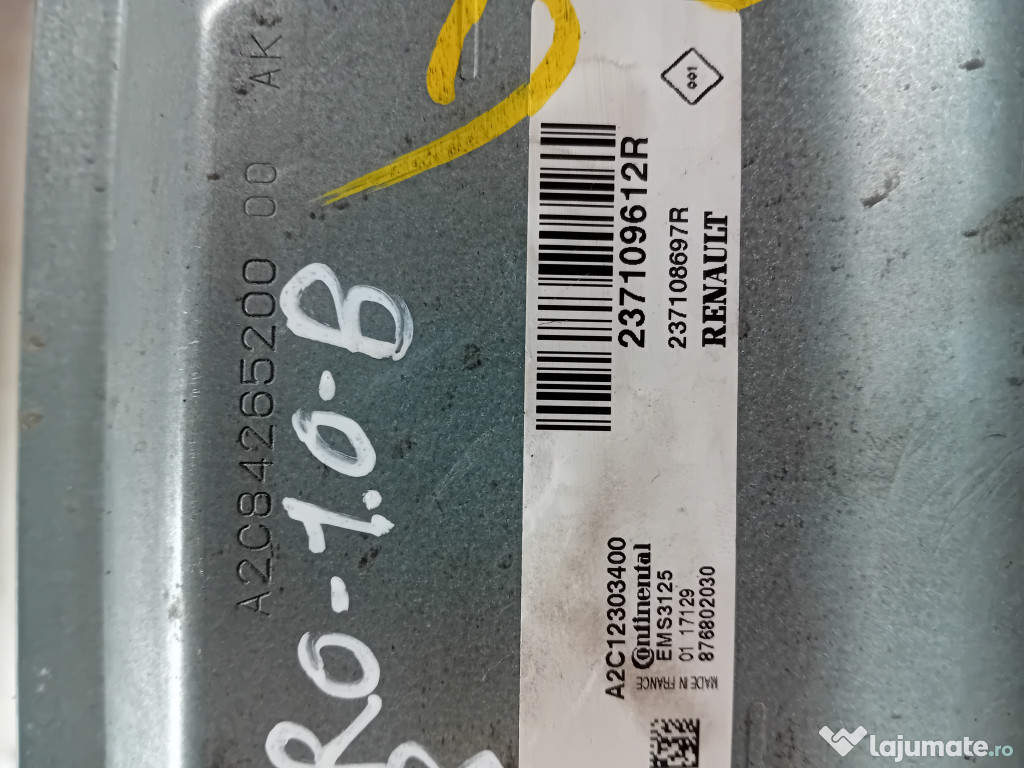 A2C84265200 00 AK
RO-1.0-B
237109612R
237108697R
RENAULT
A2C12303400
Continental
EMS3125
01 17129
876802030
MADE IN FRANCE
lajumate.ro